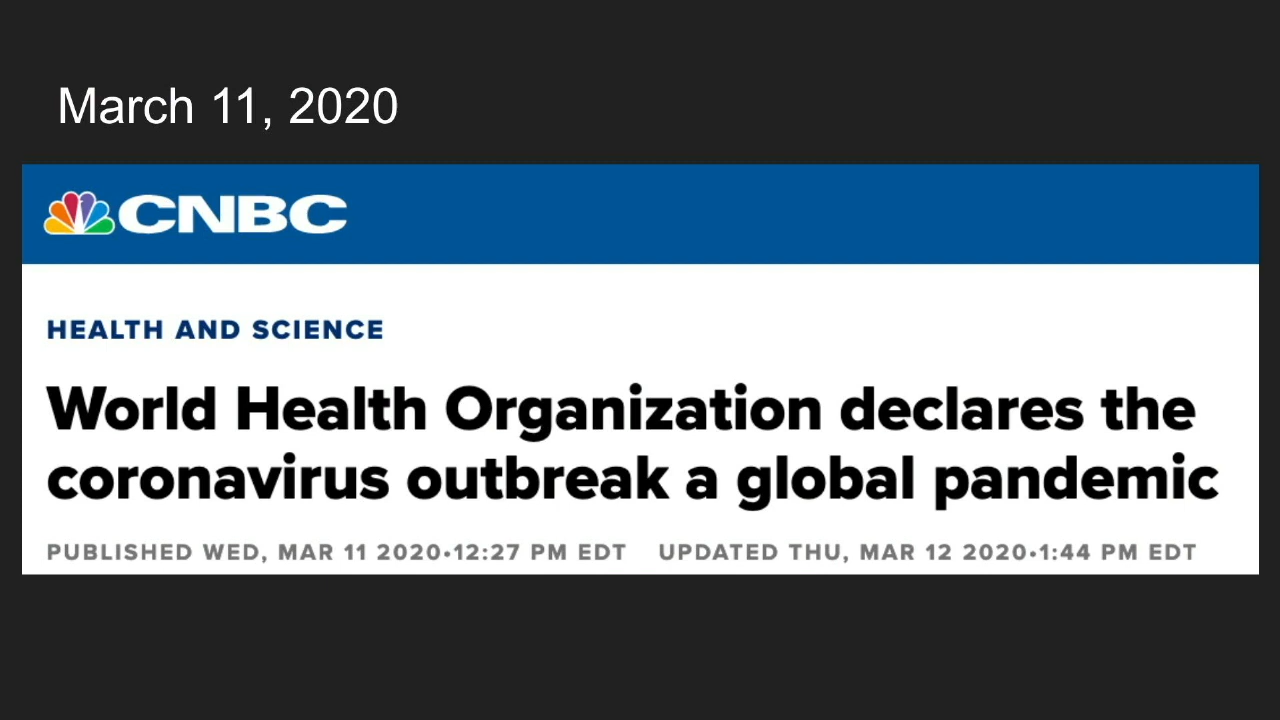 March 11, 2020
CNBC
HEALTH AND SCIENCE
World Health Organization declares the
coronavirus outbreak a global pandemic
PUBLISHED WED, MAR 11 2020•12:27 PM EDT UPDATED THU, MAR 12 2020•1:44 PM EDT